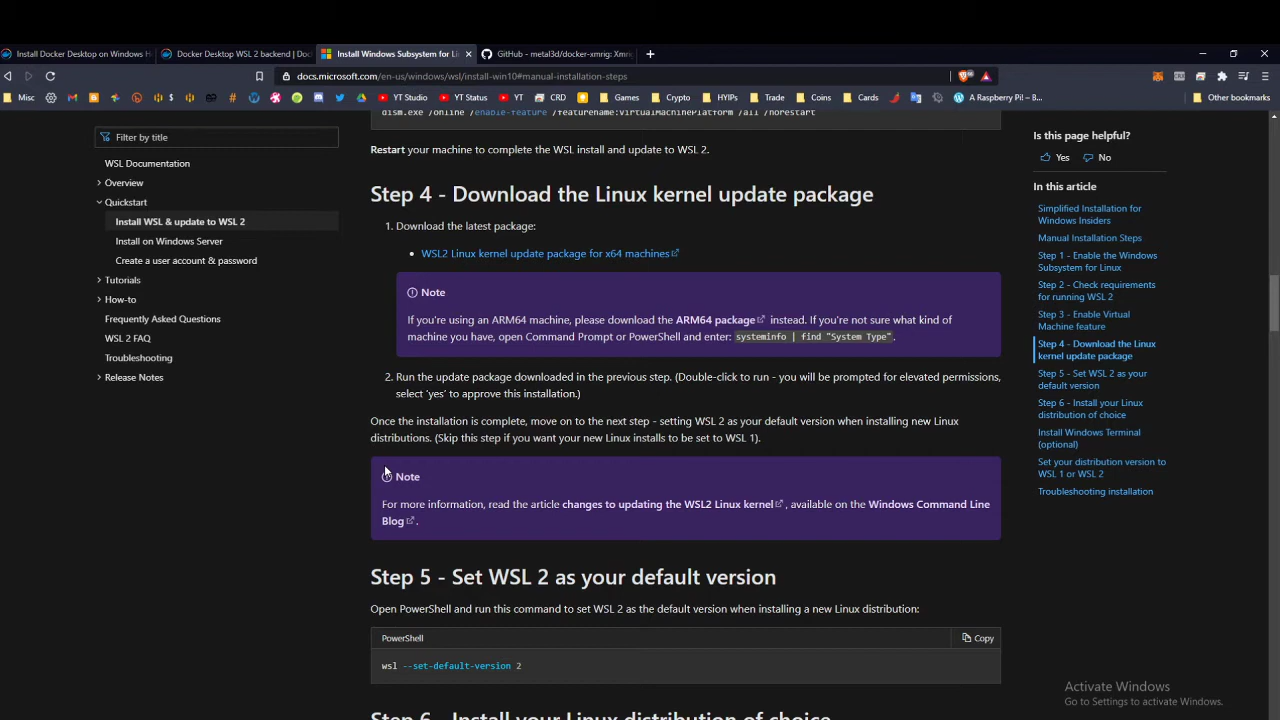 Install Docker Desktop on Windows H
Docker Desktop WSL 2 backend | Doc
Install Windows Subsystem for Li
GitHub - metal3d/docker-xmrig: Xmrig
docs.microsoft.com/en-us/windows/wsl/install-win10#manual-installation-steps
Misc
$
YT Studio
YT Status
YT
CRD
Games
Crypto
HYIPs
Trade
Coins
Cards
A Raspberry Pi! – B...
Other bookmarks
Filter by title
WSL Documentation
Overview
Quickstart
Install WSL & update to WSL 2
Install on Windows Server
Create a user account & password
Tutorials
How-to
Frequently Asked Questions
WSL 2 FAQ
Troubleshooting
Release Notes
dism.exe /online /enable-feature /featurename:VirtualMachinePlatform /all /norestart
Restart your machine to complete the WSL install and update to WSL 2.
Step 4 - Download the Linux kernel update package
1. Download the latest package:
• WSL2 Linux kernel update package for x64 machines
Note
If you're using an ARM64 machine, please download the ARM64 package instead. If you're not sure what kind of
machine you have, open Command Prompt or PowerShell and enter: systeminfo | find "System Type".
2. Run the update package downloaded in the previous step. (Double-click to run - you will be prompted for elevated permissions,
select 'yes' to approve this installation.)
Once the installation is complete, move on to the next step - setting WSL 2 as your default version when installing new Linux
distributions. (Skip this step if you want your new Linux installs to be set to WSL 1).
Note
For more information, read the article changes to updating the WSL2 Linux kernel, available on the Windows Command Line
Blog.
Step 5 - Set WSL 2 as your default version
Open PowerShell and run this command to set WSL 2 as the default version when installing a new Linux distribution:
PowerShell
Copy
wsl --set-default-version 2
Step 6 - Install your Linux distribution of choice
Is this page helpful?
Yes
No
In this article
Simplified Installation for
Windows Insiders
Manual Installation Steps
Step 1 - Enable the Windows
Subsystem for Linux
Step 2 - Check requirements
for running WSL 2
Step 3 - Enable Virtual
Machine feature
Step 4 - Download the Linux
kernel update package
Step 5 - Set WSL 2 as your
default version
Step 6 - Install your Linux
distribution of choice
Install Windows Terminal
(optional)
Set your distribution version to
WSL 1 or WSL 2
Troubleshooting installation
Activate Windows
Go to Settings to activate Windows.